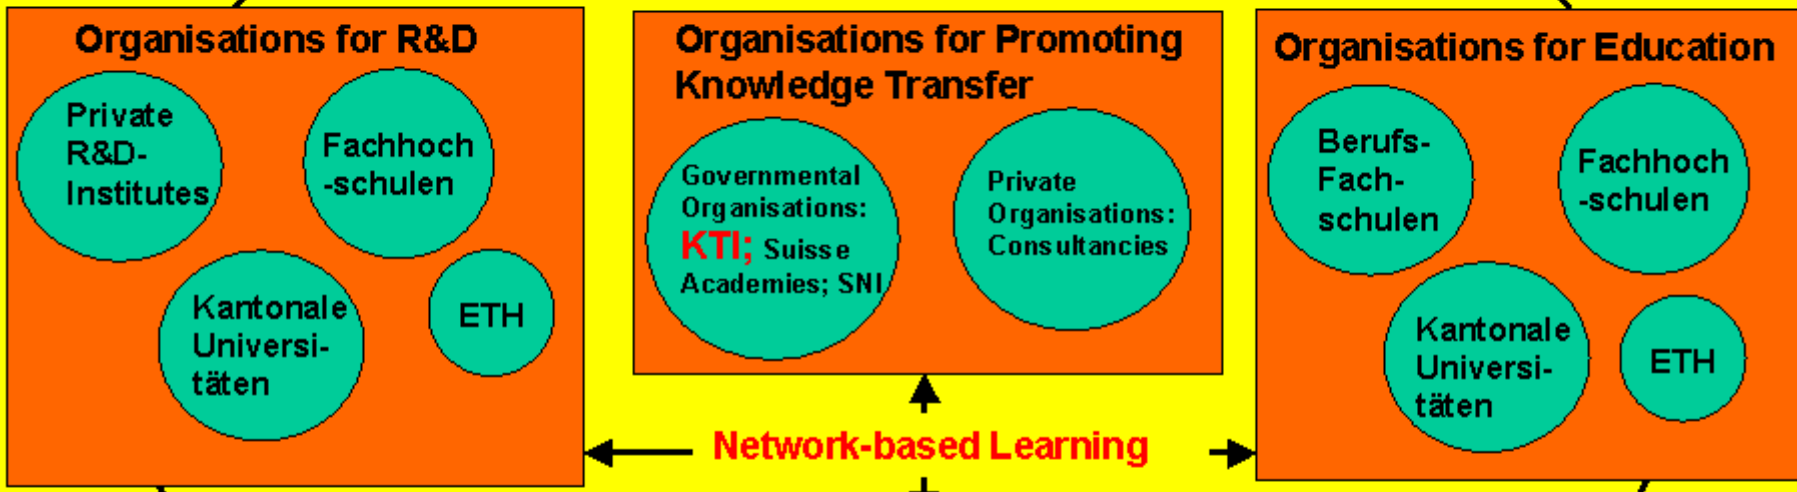 Organisations for R&D
Private
R&D-
Institutes
Fachhoch
-schulen
Kantonale
Universi-
täten
ETH
Organisations for Promoting
Knowledge Transfer
Governmental
Organisations:
KTI; Suisse
Academies; SNI
Private
Organisations:
Consultancies
Organisations for Education
Berufs-
Fach-
schulen
Fachhoch
-schulen
Kantonale
Universi-
täten
ETH
Network-based Learning